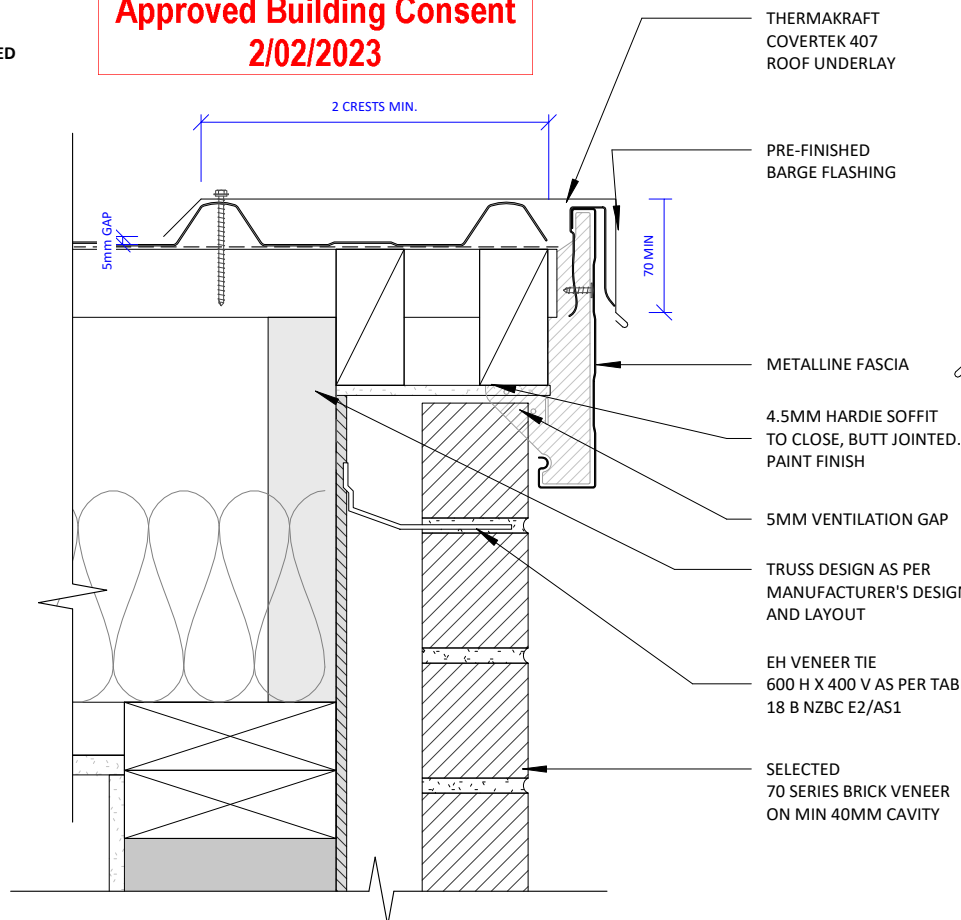 Approved Building Consent
2/02/2023
ED
2 CRESTS MIN.
5mm GAP
70 MIN
THERMAKRAFT
COVERTEK 407
ROOF UNDERLAY
PRE-FINISHED
BARGE FLASHING
METALLINE FASCIA
4.5MM HARDIE SOFFIT
TO CLOSE, BUTT JOINTED.
PAINT FINISH
5MM VENTILATION GAP
TRUSS DESIGN AS PER
MANUFACTURER'S DESIGN
AND LAYOUT
EH VENEER TIE
600 H X 400 V AS PER TAB
18 B NZBC E2/AS1
SELECTED
70 SERIES BRICK VENEER
ON MIN 40MM CAVITY